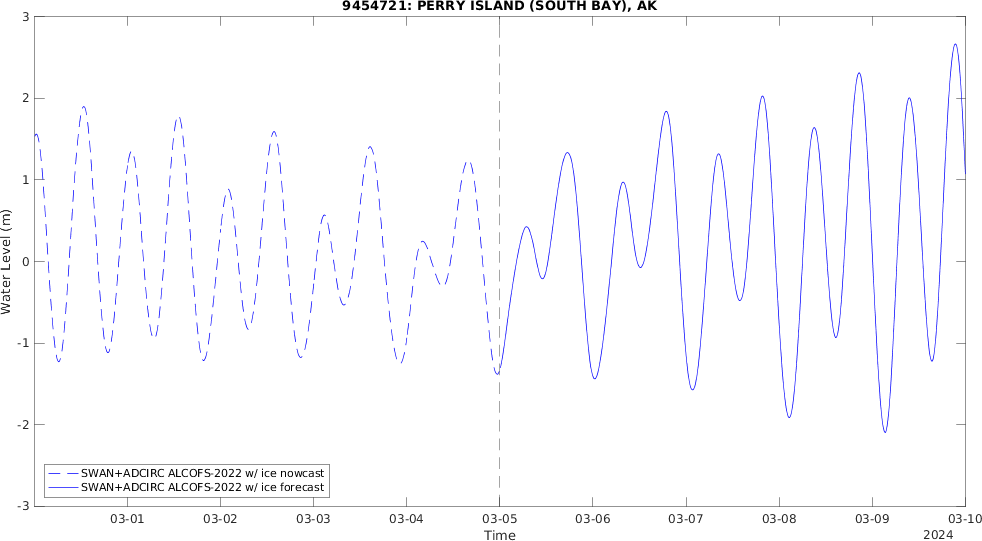 9454721: PERRY ISLAND (SOUTH BAY), AK
3
2
1
0
-1
-2
-3
Water Level (m)
SWAN+ADCIRC ALCOFS-2022 w/ ice nowcast
SWAN+ADCIRC ALCOFS-2022 w/ ice forecast
03-01 03-02 03-03 03-04 03-05 03-06 03-07 03-08 03-09 03-10
Time
2024